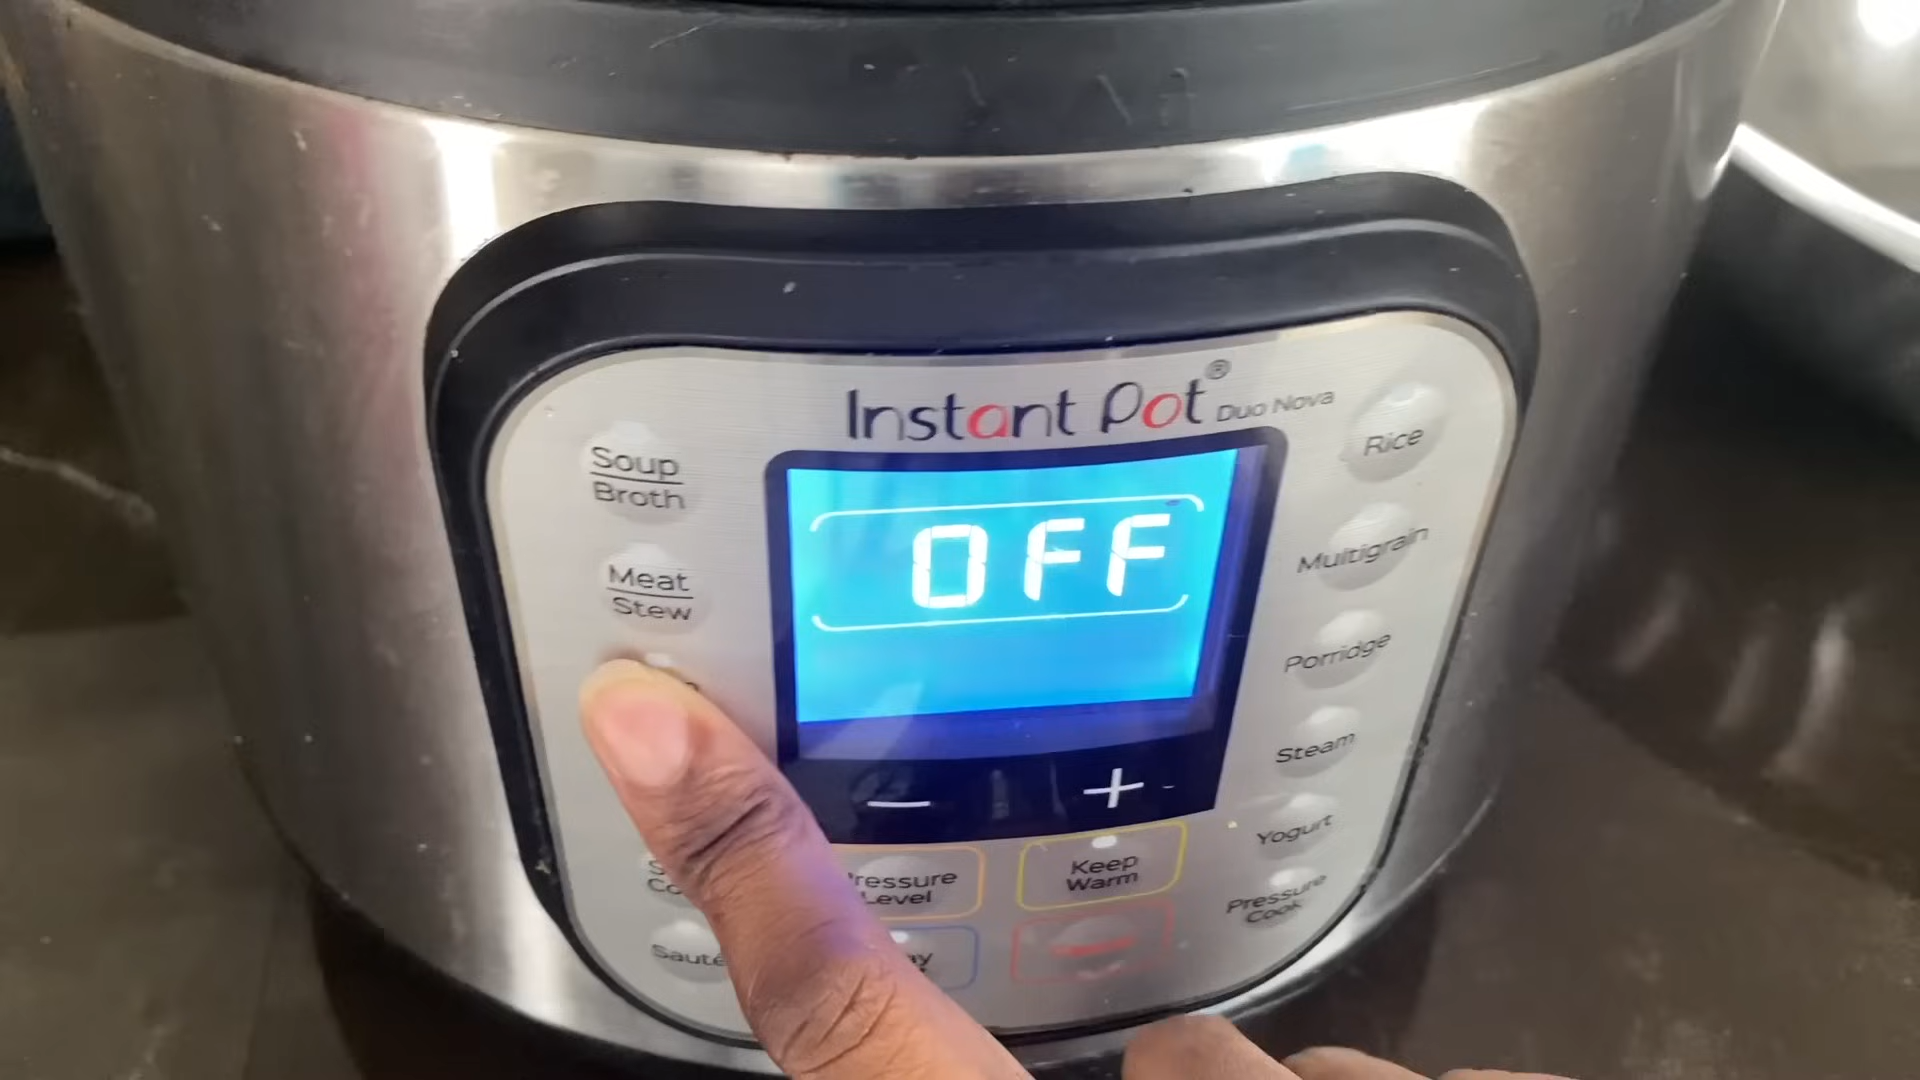 Instant Pot® Duo Nova
Soup
Broth
Meat
Stew
OFF
− +
Rice
Multigrain
Porridge
Steam
Yogurt
Pressure
Cook
Level
Keep
Warm